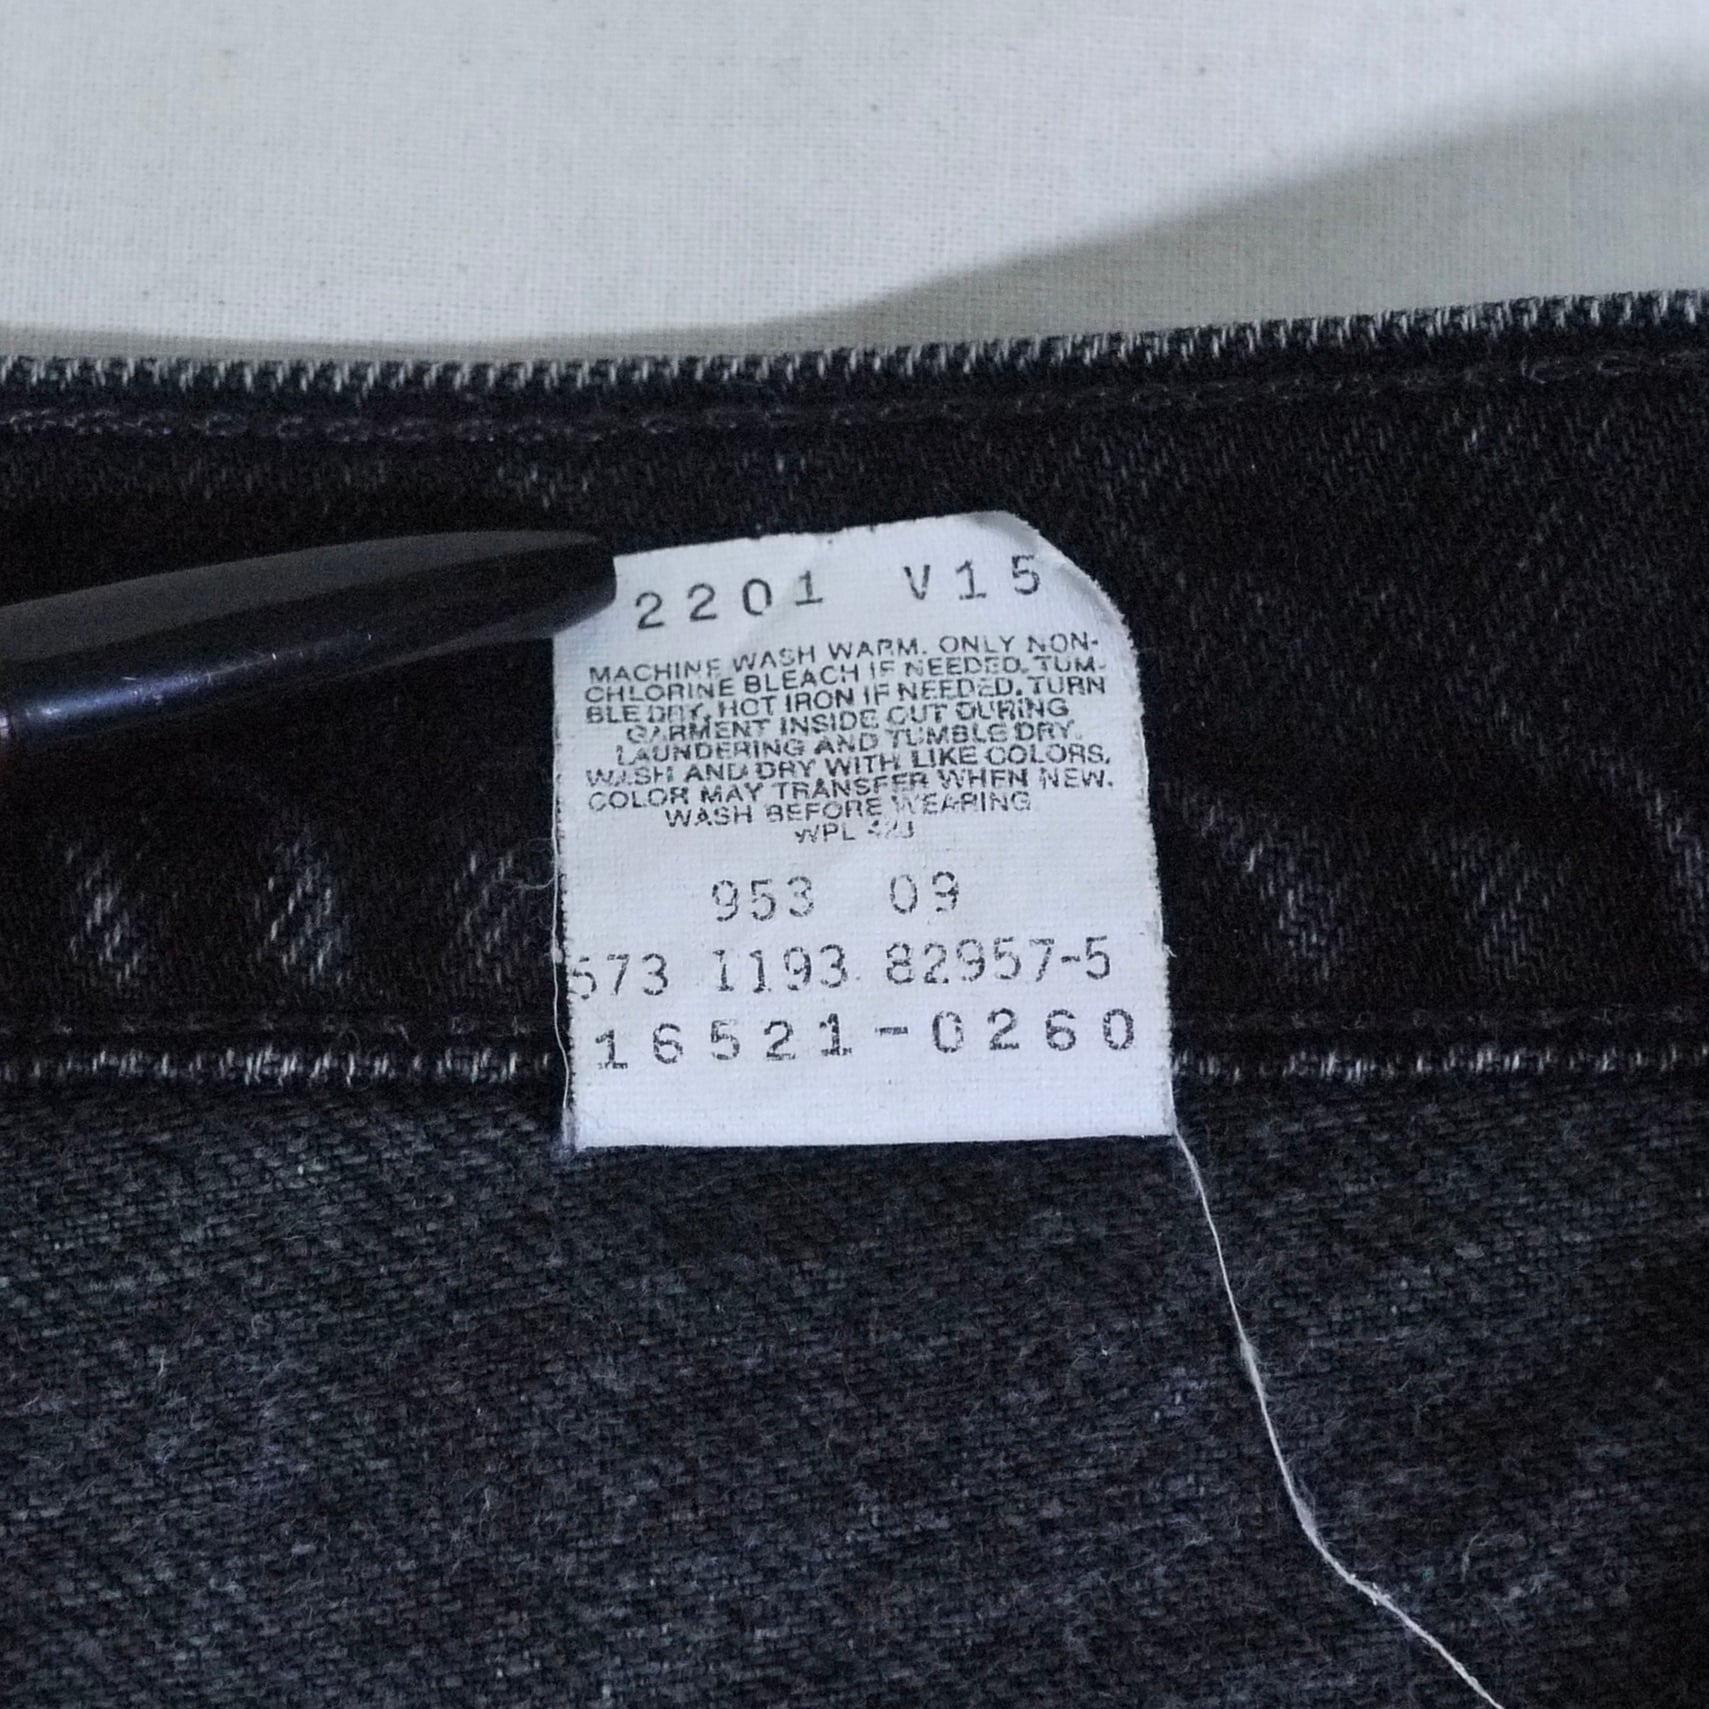 2201 V15
MACHINE WASH WARM. ONLY NON-
CHLORINE BLEACH IF NEEDED. TUM-
BLE DRY, HOT IRON IF NEEDED. TURN
GARMENT INSIDE OUT DURING
LAUNDERING AND TUMBLE DRY.
WASH AND DRY WITH LIKE COLORS.
COLOR MAY TRANSFER WHEN NEW.
WASH BEFORE WEARING
WPL
953 09
573 1193 82957-5
16521-0260